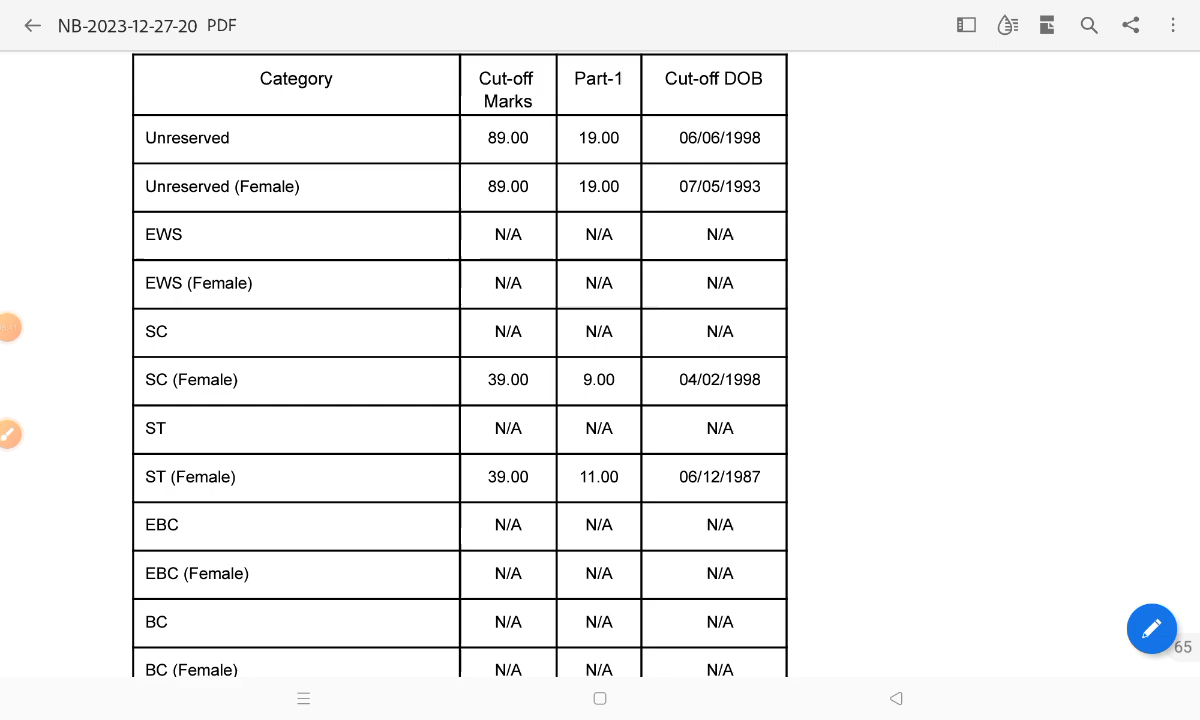 NB-2023-12-27-20 PDF
Category Cut-off Marks Part-1 Cut-off DOB
Unreserved 89.00 19.00 06/06/1998
Unreserved (Female) 89.00 19.00 07/05/1993
EWS N/A N/A N/A
EWS (Female) N/A N/A N/A
SC N/A N/A N/A
SC (Female) 39.00 9.00 04/02/1998
ST N/A N/A N/A
ST (Female) 39.00 11.00 06/12/1987
EBC N/A N/A N/A
EBC (Female) N/A N/A N/A
BC N/A N/A N/A
BC (Female) N/A N/A N/A
65